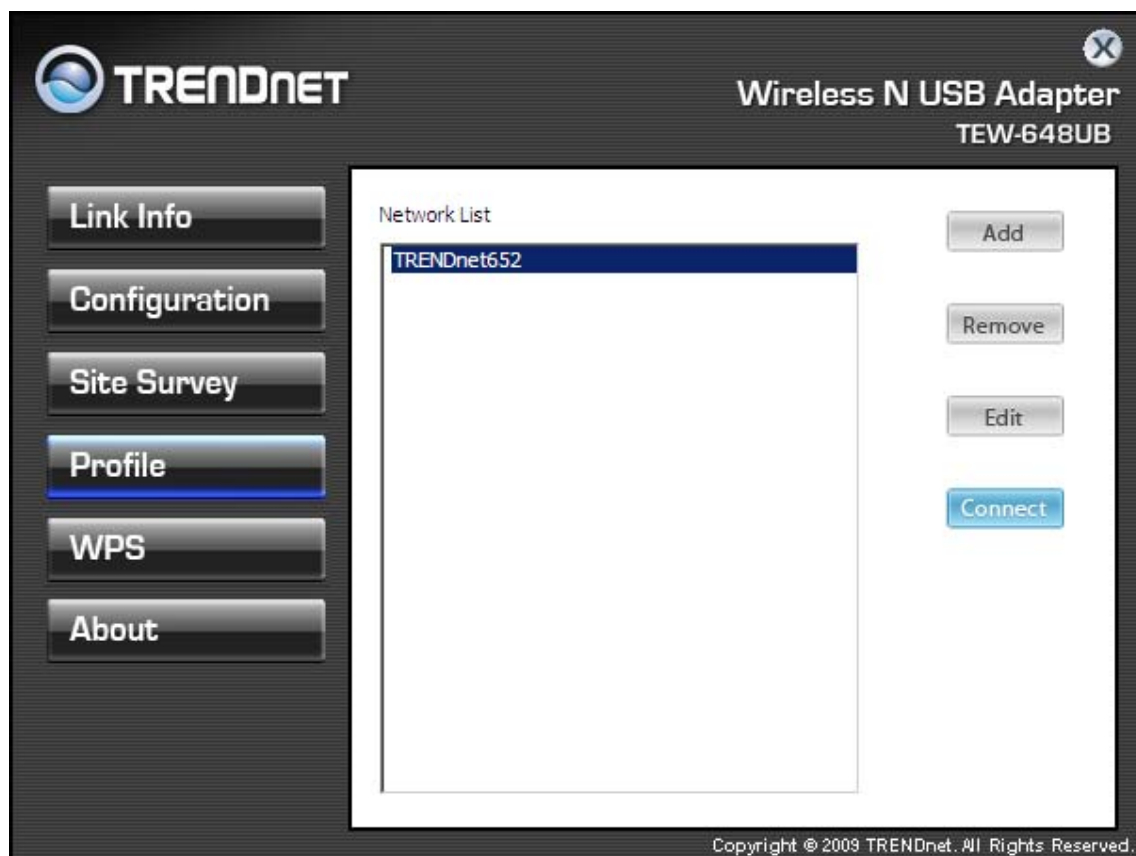 TRENDNET
Wireless N USB Adapter
TEW-648UB
Link Info
Configuration
Site Survey
Profile
WPS
About
Network List
TRENDnet652
Add
Remove
Edit
Connect
Copyright © 2009 TRENDnet. All Rights Reserved.